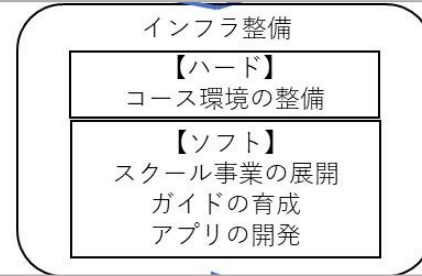 インフラ整備
【ハード】
コース環境の整備
【ソフト】
スクール事業の展開
ガイドの育成
アプリの開発